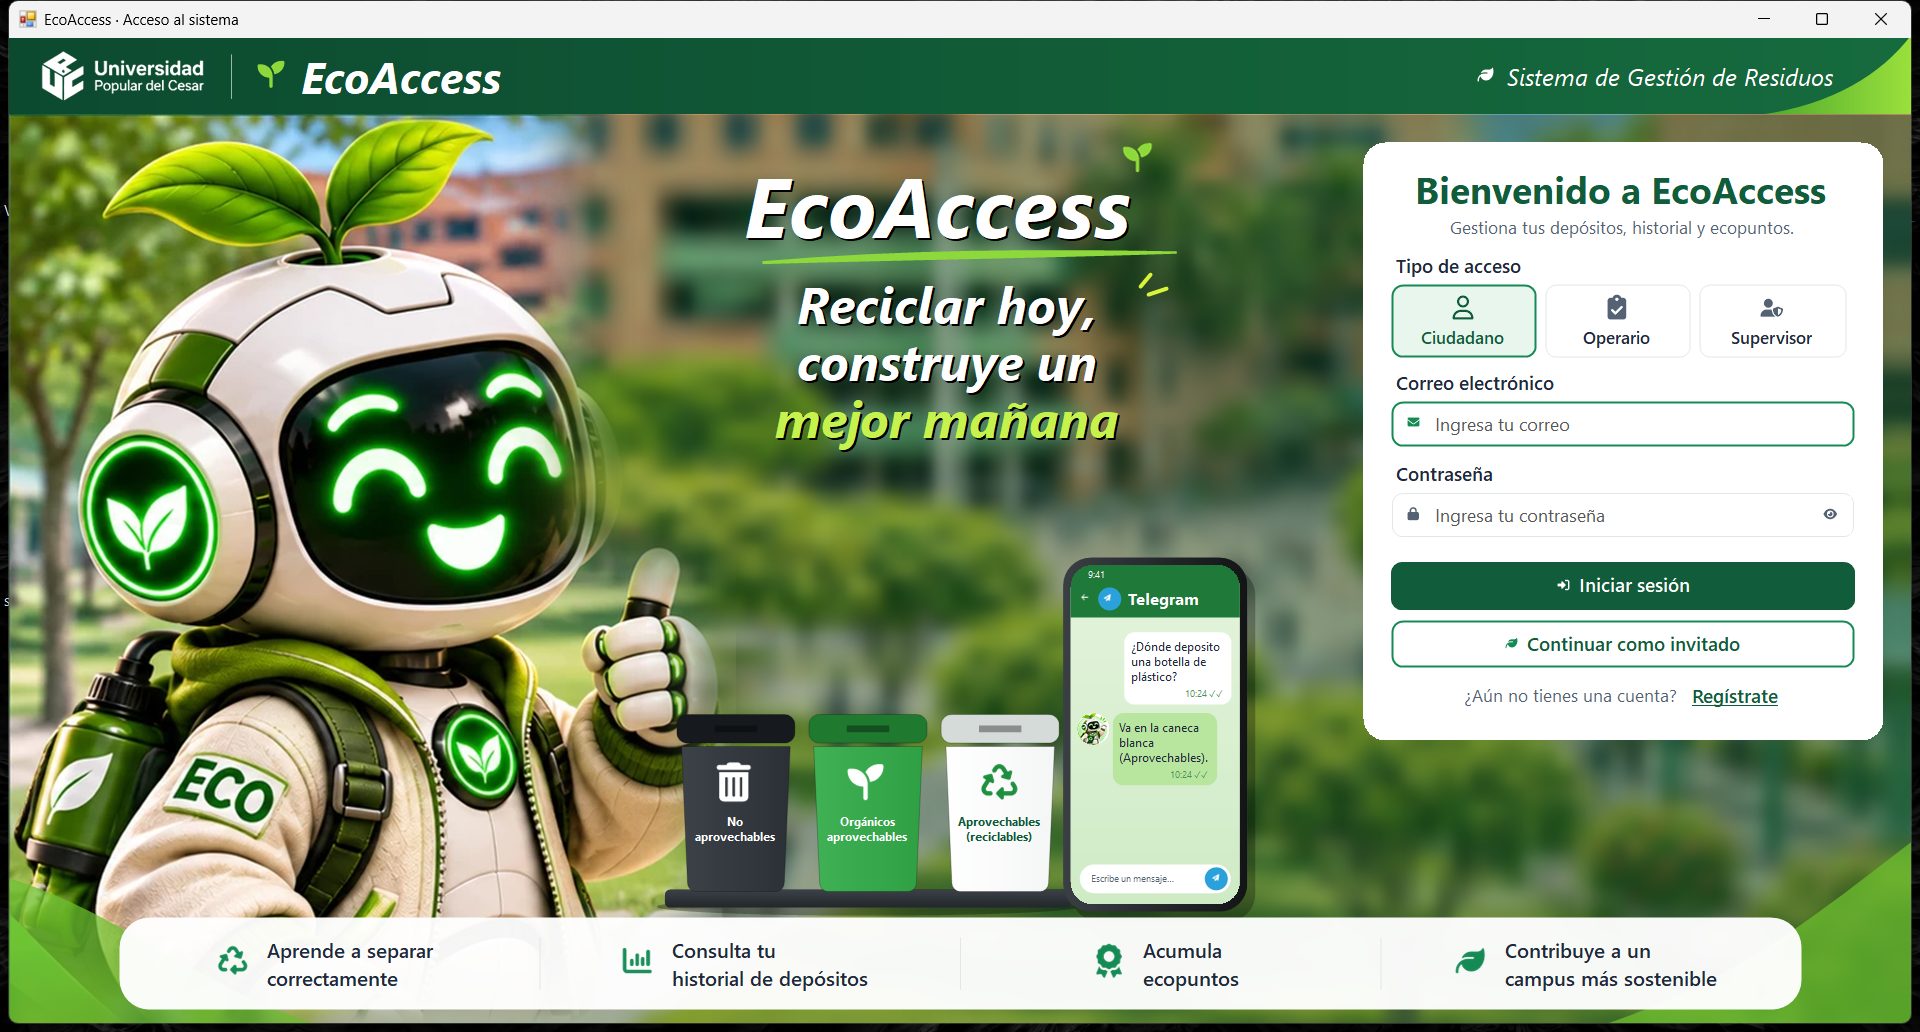 EcoAccess · Acceso al sistema
Universidad
Popular del Cesar
EcoAccess
Sistema de Gestión de Residuos
EcoAccess
Reciclar hoy,
construye un
mejor mañana
ECO
No
aprovechables
Orgánicos
aprovechables
Aprovechables
(reciclables)
9:41
Telegram
¿Dónde deposito
una botella de
plástico?
10:24 ✓✓
Va en la caneca
blanca
(Aprovechables).
10:24 ✓✓
Escribe un mensaje...
Bienvenido a EcoAccess
Gestiona tus depósitos, historial y ecopuntos.
Tipo de acceso
Ciudadano
Operario
Supervisor
Correo electrónico
Ingresa tu correo
Contraseña
Ingresa tu contraseña
Iniciar sesión
Continuar como invitado
¿Aún no tienes una cuenta? Regístrate
Aprende a separar
correctamente
Consulta tu
historial de depósitos
Acumula
ecopuntos
Contribuye a un
campus más sostenible